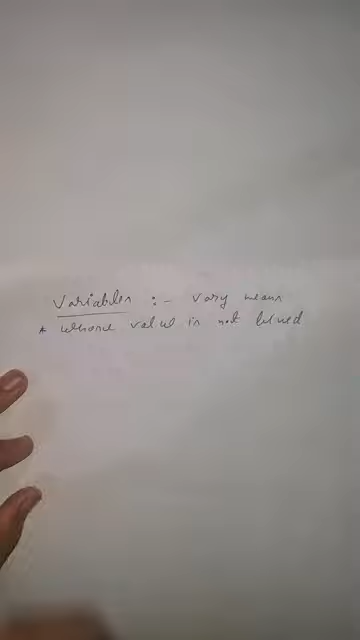 Variables :- vary means
* whose value is not fixed